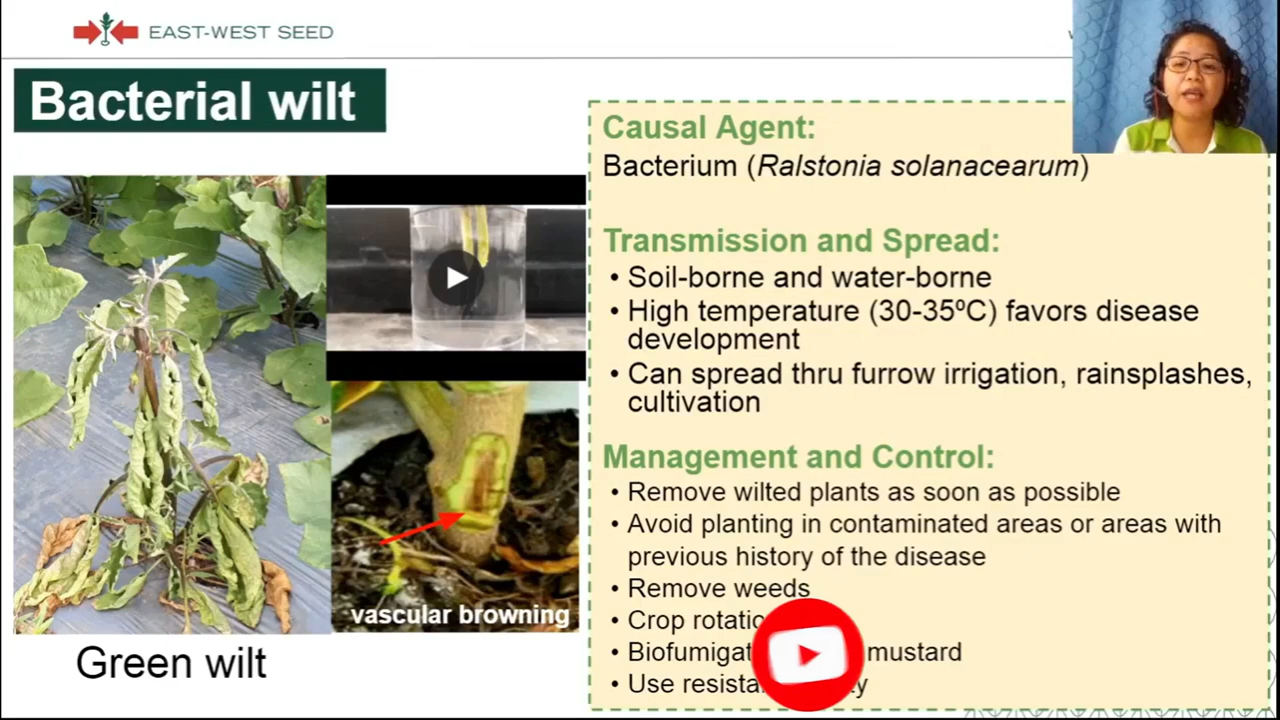 EAST-WEST SEED
Bacterial wilt
Causal Agent:
Bacterium (Ralstonia solanacearum)
Transmission and Spread:
• Soil-borne and water-borne
• High temperature (30-35ºC) favors disease
development
• Can spread thru furrow irrigation, rainsplashes,
cultivation
Management and Control:
• Remove wilted plants as soon as possible
• Avoid planting in contaminated areas or areas with
previous history of the disease
• Remove weeds
• Crop
• mustard
• Use
vascular browning
Green wilt